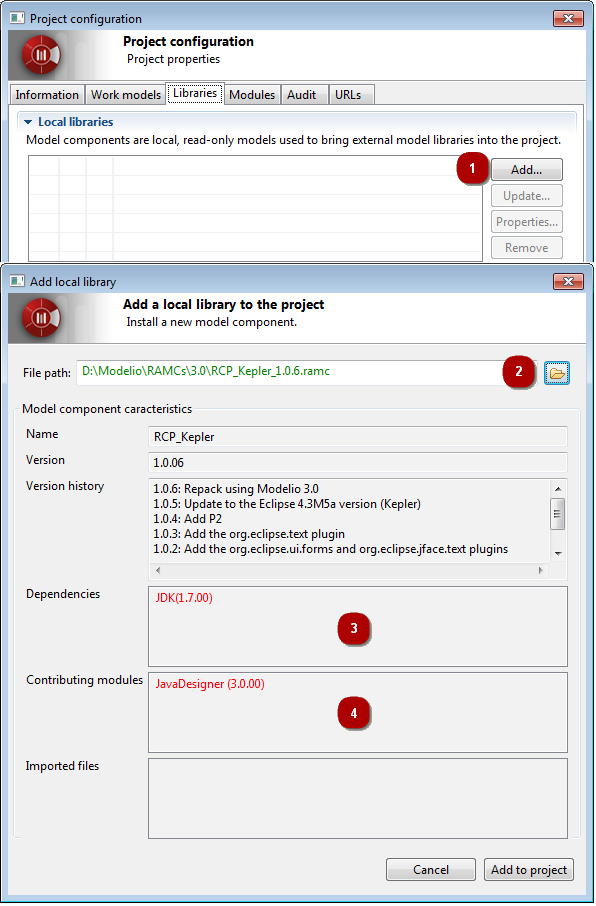 Project configuration
Project configuration
Project properties
Information Work models Libraries Modules Audit URLs
Local libraries
Model components are local, read-only models used to bring external model libraries into the project.
1 Add...
Update...
Properties...
Remove
Add local library
Add a local library to the project
Install a new model component.
File path: D:\Modelio\RAMCs\3.0\RCP_Kepler_1.0.6.ramc 2
Model component caracteristics
Name RCP_Kepler
Version 1.0.06
Version history 1.0.6: Repack using Modelio 3.0
1.0.5: Update to the Eclipse 4.3M5a version (Kepler)
1.0.4: Add P2
1.0.3: Add the org.eclipse.text plugin
1.0.2: Add the org.eclipse.ui.forms and org.eclipse.jface.text plugins
Dependencies JDK(1.7.00)
3
Contributing modules JavaDesigner (3.0.00)
4
Imported files
Cancel Add to project